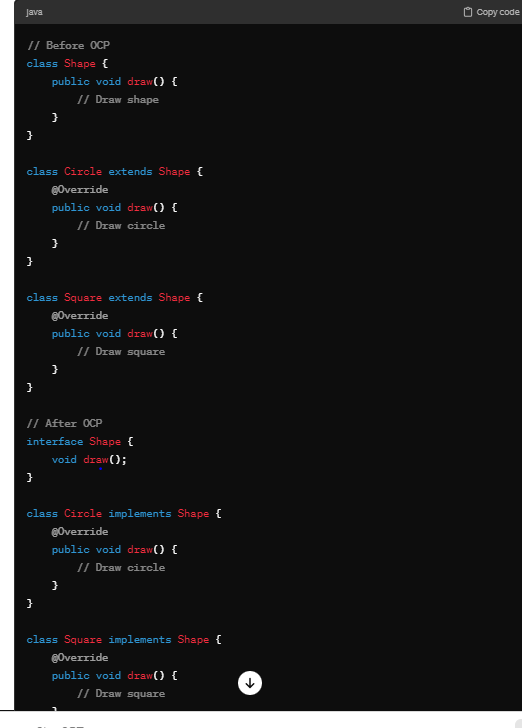 java
Copy code
// Before OCP
class Shape {
    public void draw() {
        // Draw shape
    }
}
class Circle extends Shape {
    @Override
    public void draw() {
        // Draw circle
    }
}
class Square extends Shape {
    @Override
    public void draw() {
        // Draw square
    }
}
// After OCP
interface Shape {
    void draw();
}
class Circle implements Shape {
    @Override
    public void draw() {
        // Draw circle
    }
}
class Square implements Shape {
    @Override
    public void draw() {
        // Draw square